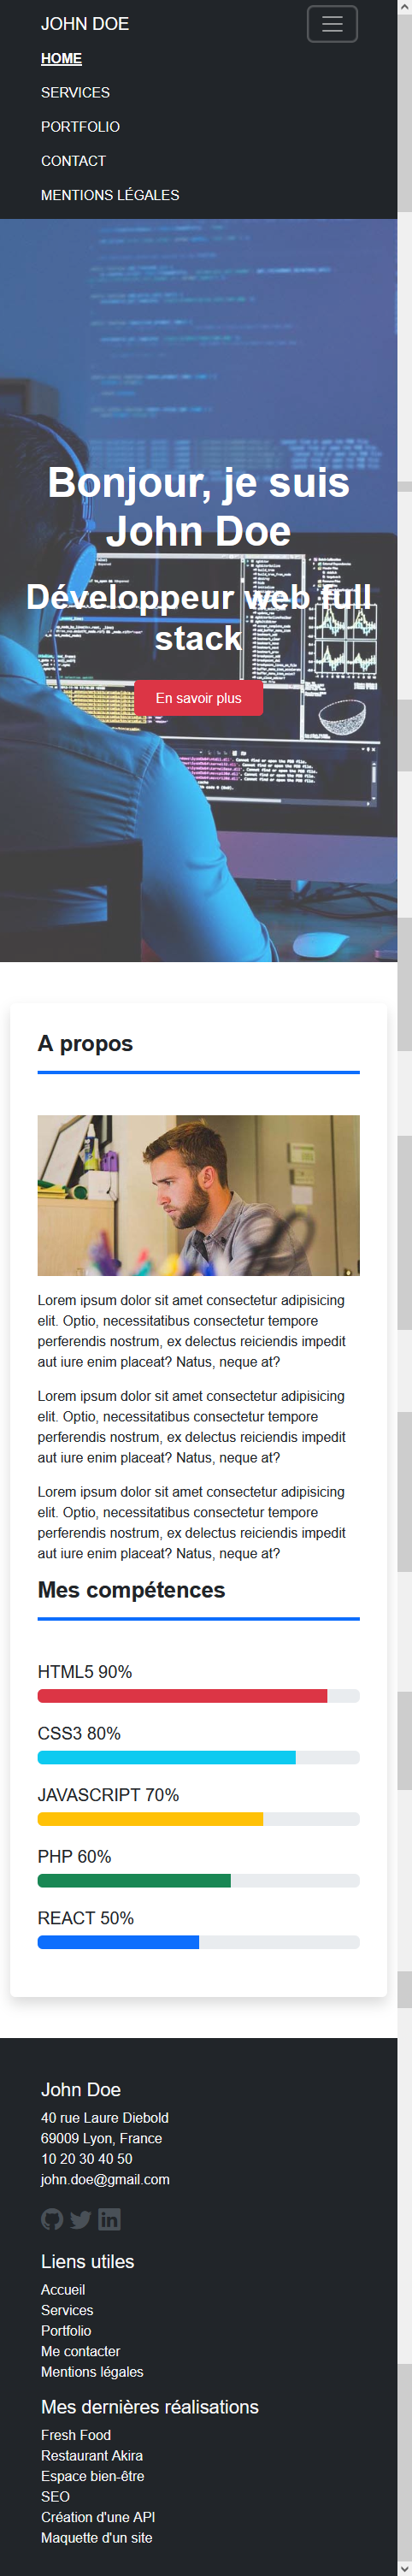 JOHN DOE
HOME
SERVICES
PORTFOLIO
CONTACT
MENTIONS LÉGALES
Bonjour, je suis
John Doe
Développeur web full
stack
En savoir plus
A propos
Lorem ipsum dolor sit amet consectetur adipisicing
elit. Optio, necessitatibus consectetur tempore
perferendis nostrum, ex delectus reiciendis impedit
aut iure enim placeat? Natus, neque at?
Lorem ipsum dolor sit amet consectetur adipisicing
elit. Optio, necessitatibus consectetur tempore
perferendis nostrum, ex delectus reiciendis impedit
aut iure enim placeat? Natus, neque at?
Lorem ipsum dolor sit amet consectetur adipisicing
elit. Optio, necessitatibus consectetur tempore
perferendis nostrum, ex delectus reiciendis impedit
aut iure enim placeat? Natus, neque at?
Mes compétences
HTML5 90%
CSS3 80%
JAVASCRIPT 70%
PHP 60%
REACT 50%
John Doe
40 rue Laure Diebold
69009 Lyon, France
10 20 30 40 50
john.doe@gmail.com
Liens utiles
Accueil
Services
Portfolio
Me contacter
Mentions légales
Mes dernières réalisations
Fresh Food
Restaurant Akira
Espace bien-être
SEO
Création d'une API
Maquette d'un site